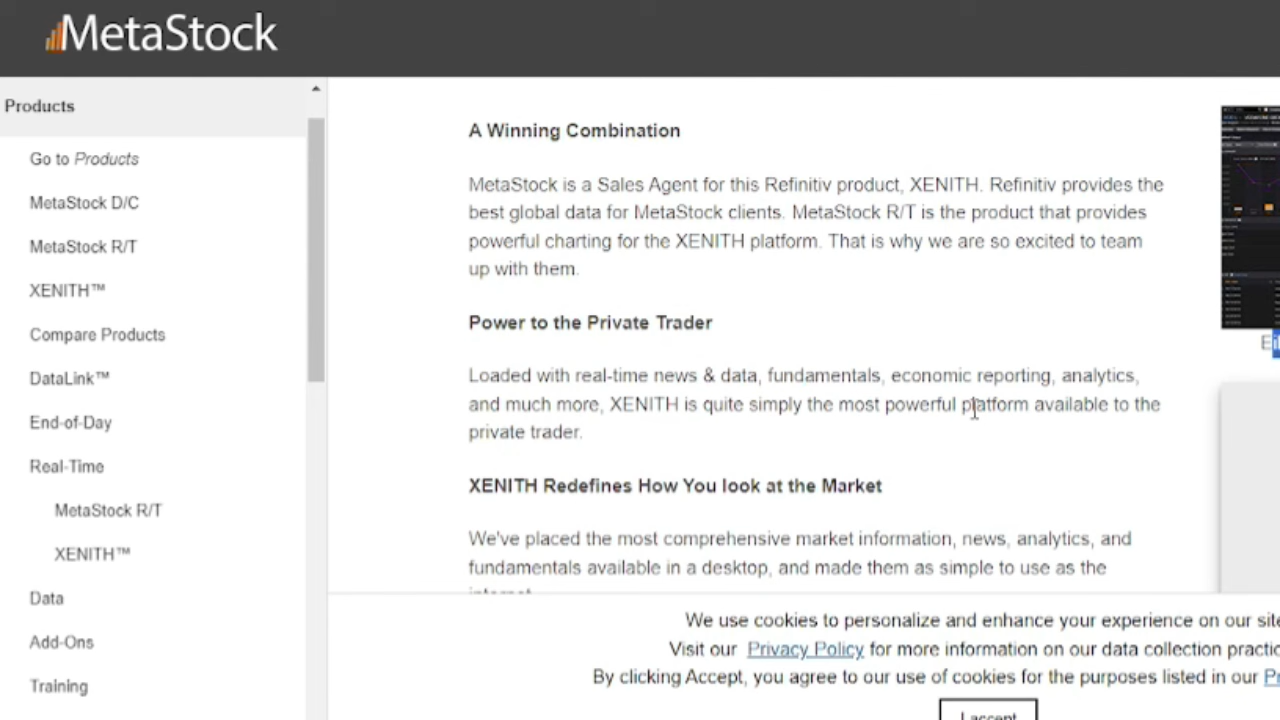 MetaStock
Products
Go to Products
MetaStock D/C
MetaStock R/T
XENITH™
Compare Products
DataLink™
End-of-Day
Real-Time
MetaStock R/T
XENITH™
Data
Add-Ons
Training
A Winning Combination
MetaStock is a Sales Agent for this Refinitiv product, XENITH. Refinitiv provides the
best global data for MetaStock clients. MetaStock R/T is the product that provides
powerful charting for the XENITH platform. That is why we are so excited to team
up with them.
Power to the Private Trader
Loaded with real-time news & data, fundamentals, economic reporting, analytics,
and much more, XENITH is quite simply the most powerful platform available to the
private trader.
XENITH Redefines How You look at the Market
We've placed the most comprehensive market information, news, analytics, and
fundamentals available in a desktop, and made them as simple to use as the
internet.
We use cookies to personalize and enhance your experience on our site
Visit our Privacy Policy for more information on our data collection practic
By clicking Accept, you agree to our use of cookies for the purposes listed in our Pr
I accept